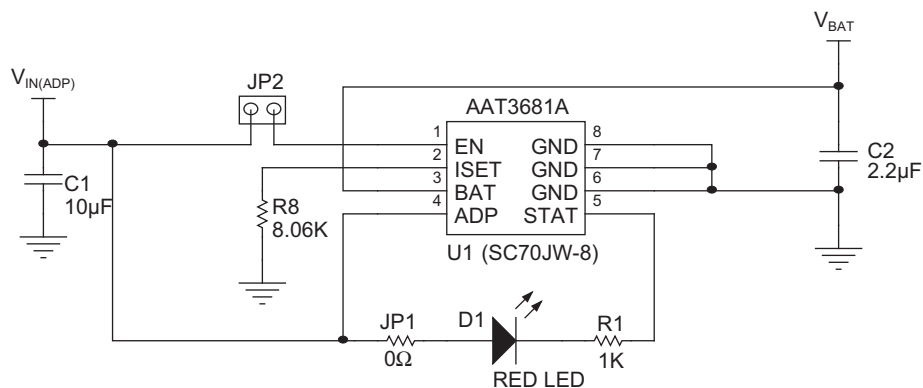 V_BAT
V_IN(ADP)
JP2
AAT3681A
1
EN
GND
8
2
ISET
GND
7
3
BAT
GND
6
4
ADP
STAT
5
C1
10µF
R8
8.06K
C2
2.2µF
U1 (SC70JW-8)
JP1
0Ω
D1
RED LED
R1
1K